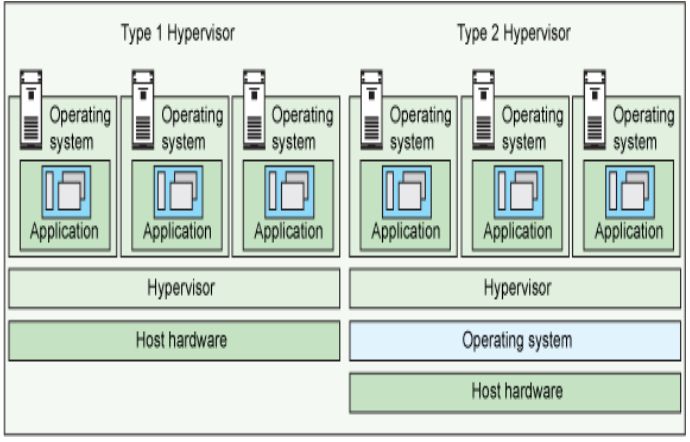 Type 1 Hypervisor
Operating
system
Application
Operating
system
Application
Operating
system
Application
Hypervisor
Host hardware
Type 2 Hypervisor
Operating
system
Application
Operating
system
Application
Operating
system
Application
Hypervisor
Operating system
Host hardware